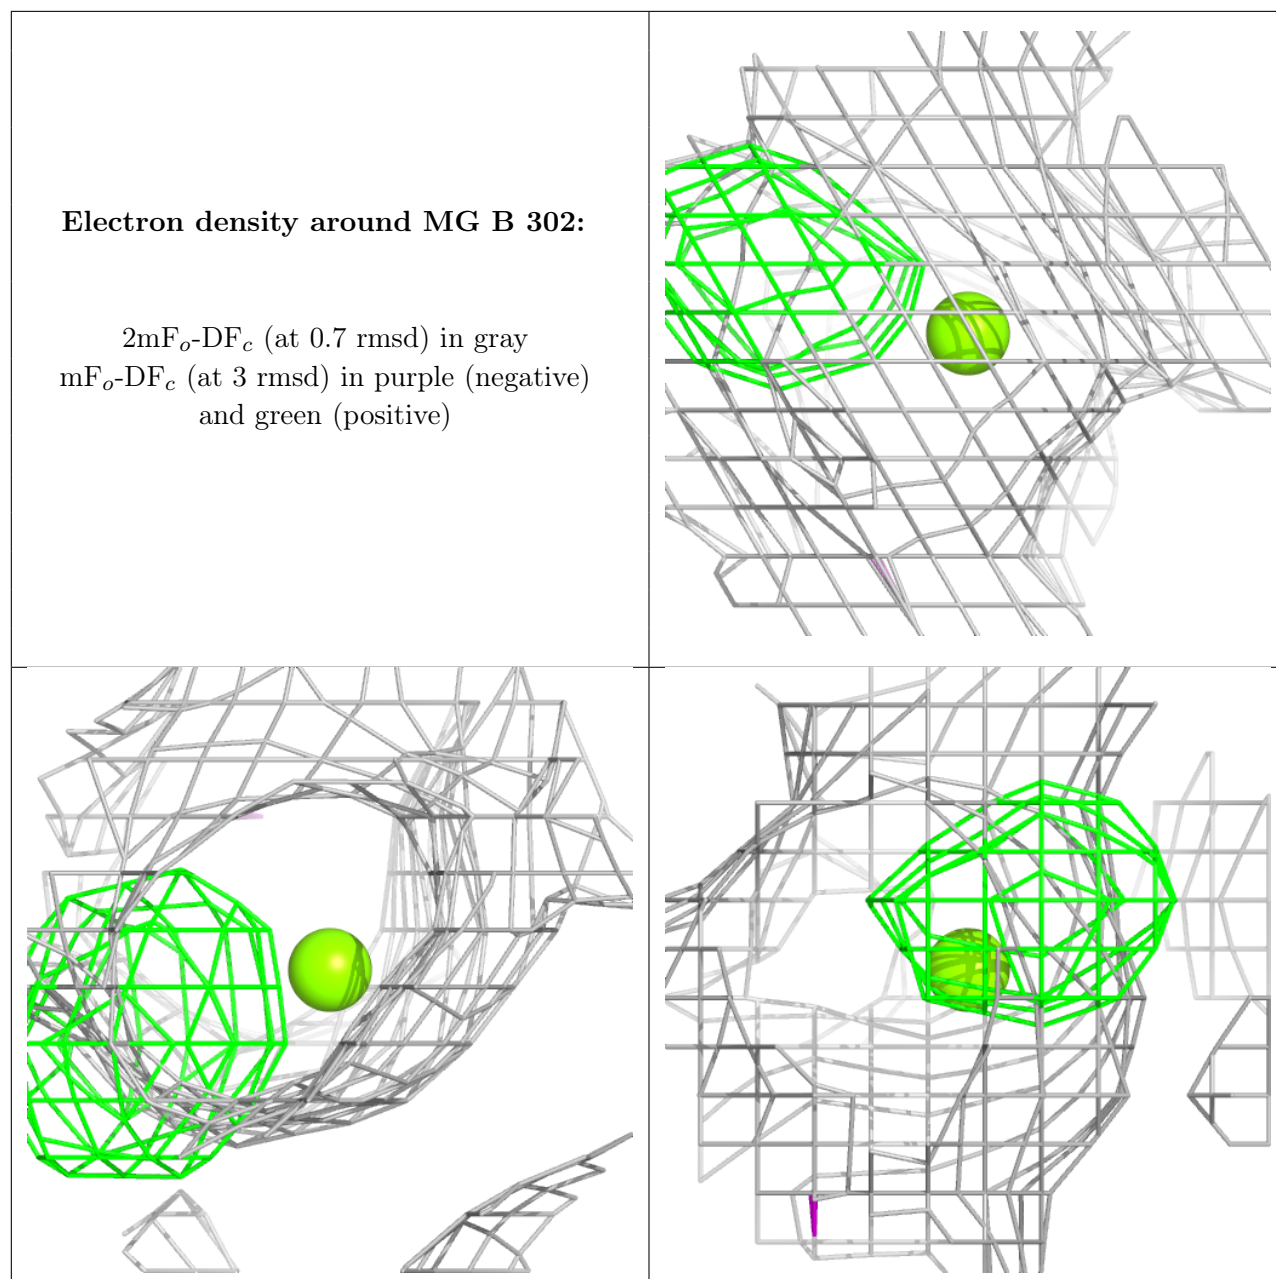 Electron density around MG B 302:
2mFo-DFc (at 0.7 rmsd) in gray
mFo-DFc (at 3 rmsd) in purple (negative)
and green (positive)